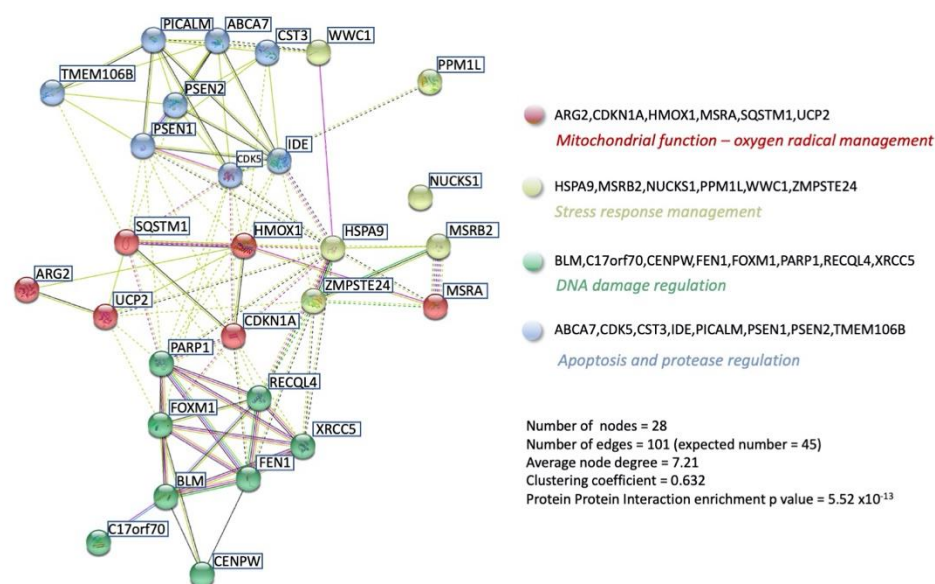 PICALM
ABCA7
CST3
WWC1
PPM1L
TMEM106B
PSEN2
PSEN1
CDK5
IDE
NUCKS1
SQSTM1
HMOX1
HSPA9
MSRB2
ARG2
UCP2
ZMPSTE24
MSRA
CDKN1A
PARP1
RECQL4
FOXM1
XRCC5
FEN1
BLM
C17orf70
CENPW
ARG2,CDKN1A,HMOX1,MSRA,SQSTM1,UCP2
Mitochondrial function – oxygen radical management
HSPA9,MSRB2,NUCKS1,PPM1L,WWC1,ZMPSTE24
Stress response management
BLM,C17orf70,CENPW,FEN1,FOXM1,PARP1,RECQL4,XRCC5
DNA damage regulation
ABCA7,CDK5,CST3,IDE,PICALM,PSEN1,PSEN2,TMEM106B
Apoptosis and protease regulation
Number of nodes = 28
Number of edges = 101 (expected number = 45)
Average node degree = 7.21
Clustering coefficient = 0.632
Protein Protein Interaction enrichment p value = 5.52 x10-13